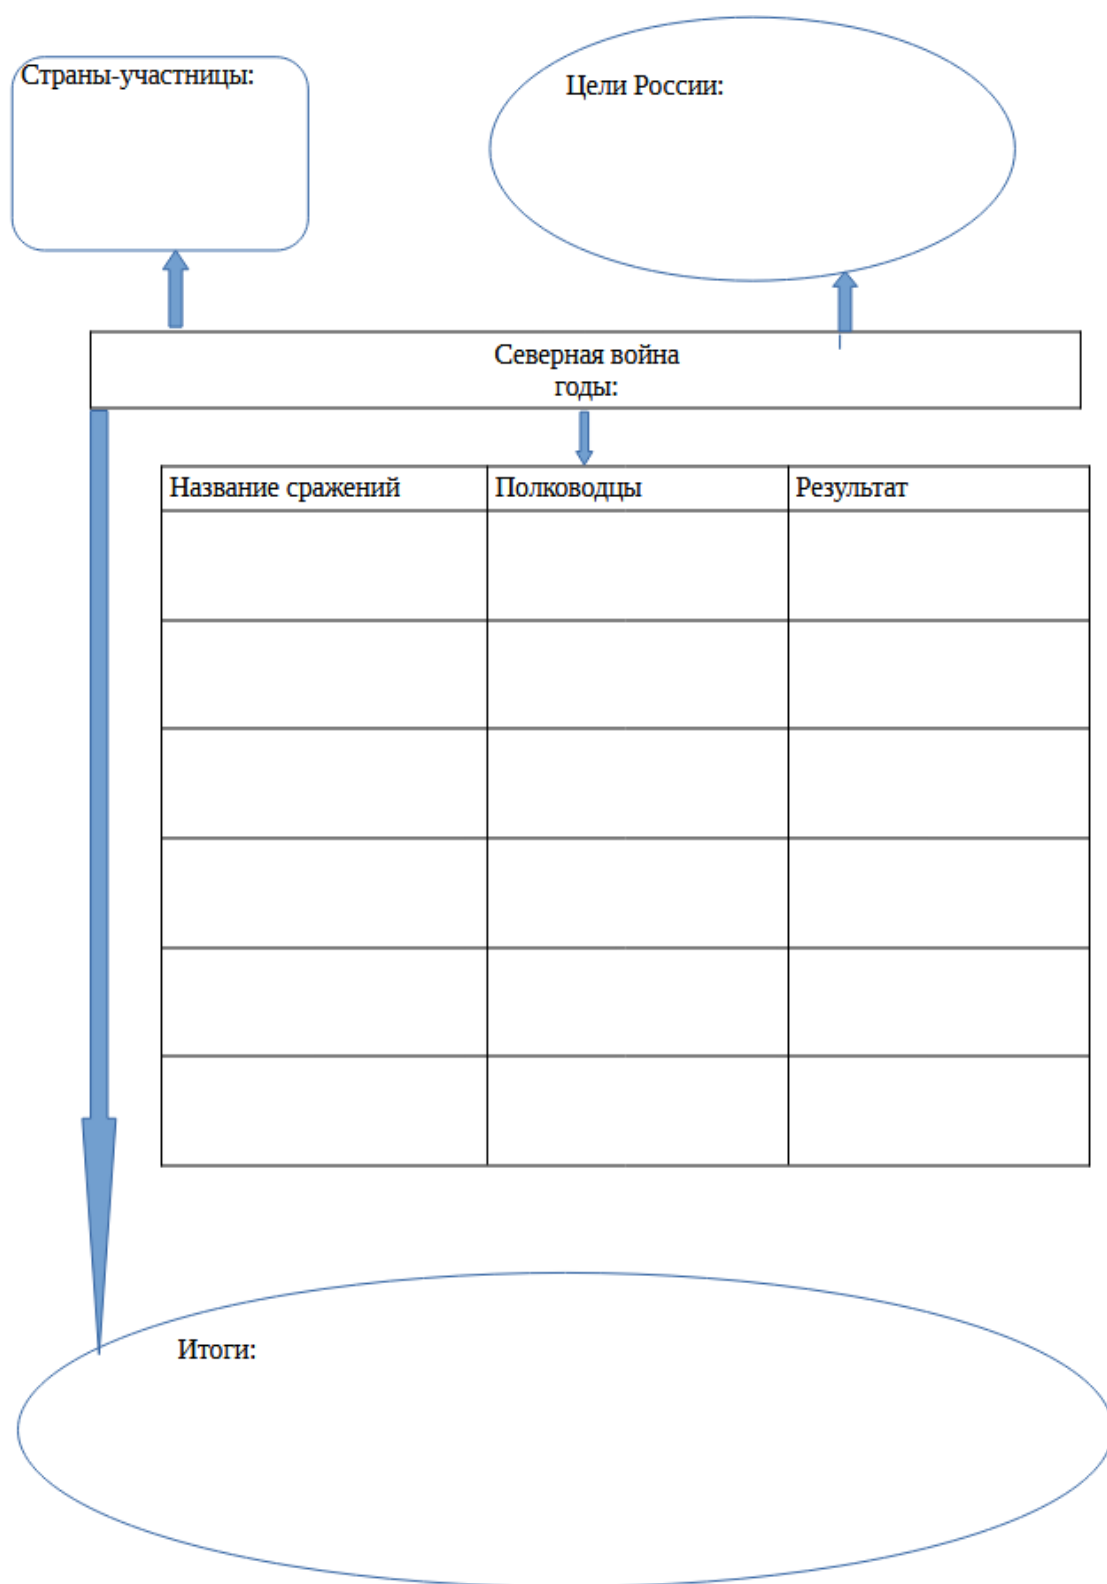 Страны-участницы:
Цели России:
Северная война
годы:
Название сражений
Полководцы
Результат
Итоги: